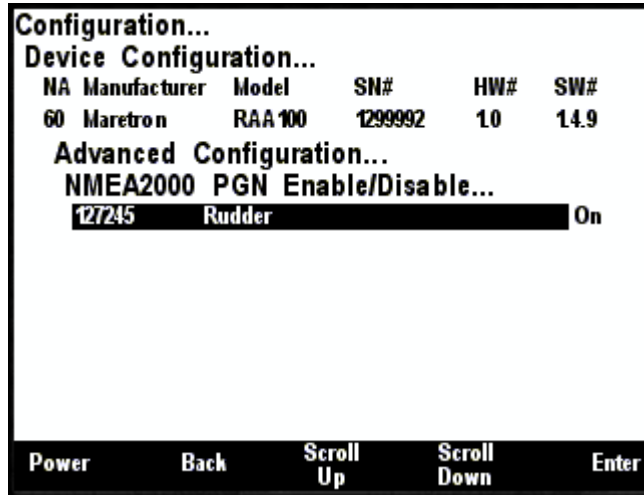 Configuration...
Device Configuration...
NA Manufacturer Model SN# HW# SW#
60 Maretron RAA100 1299992 1.0 1.4.9
Advanced Configuration...
NMEA2000 PGN Enable/Disable...
127245 Rudder On
Power Back Scroll Up Scroll Down Enter